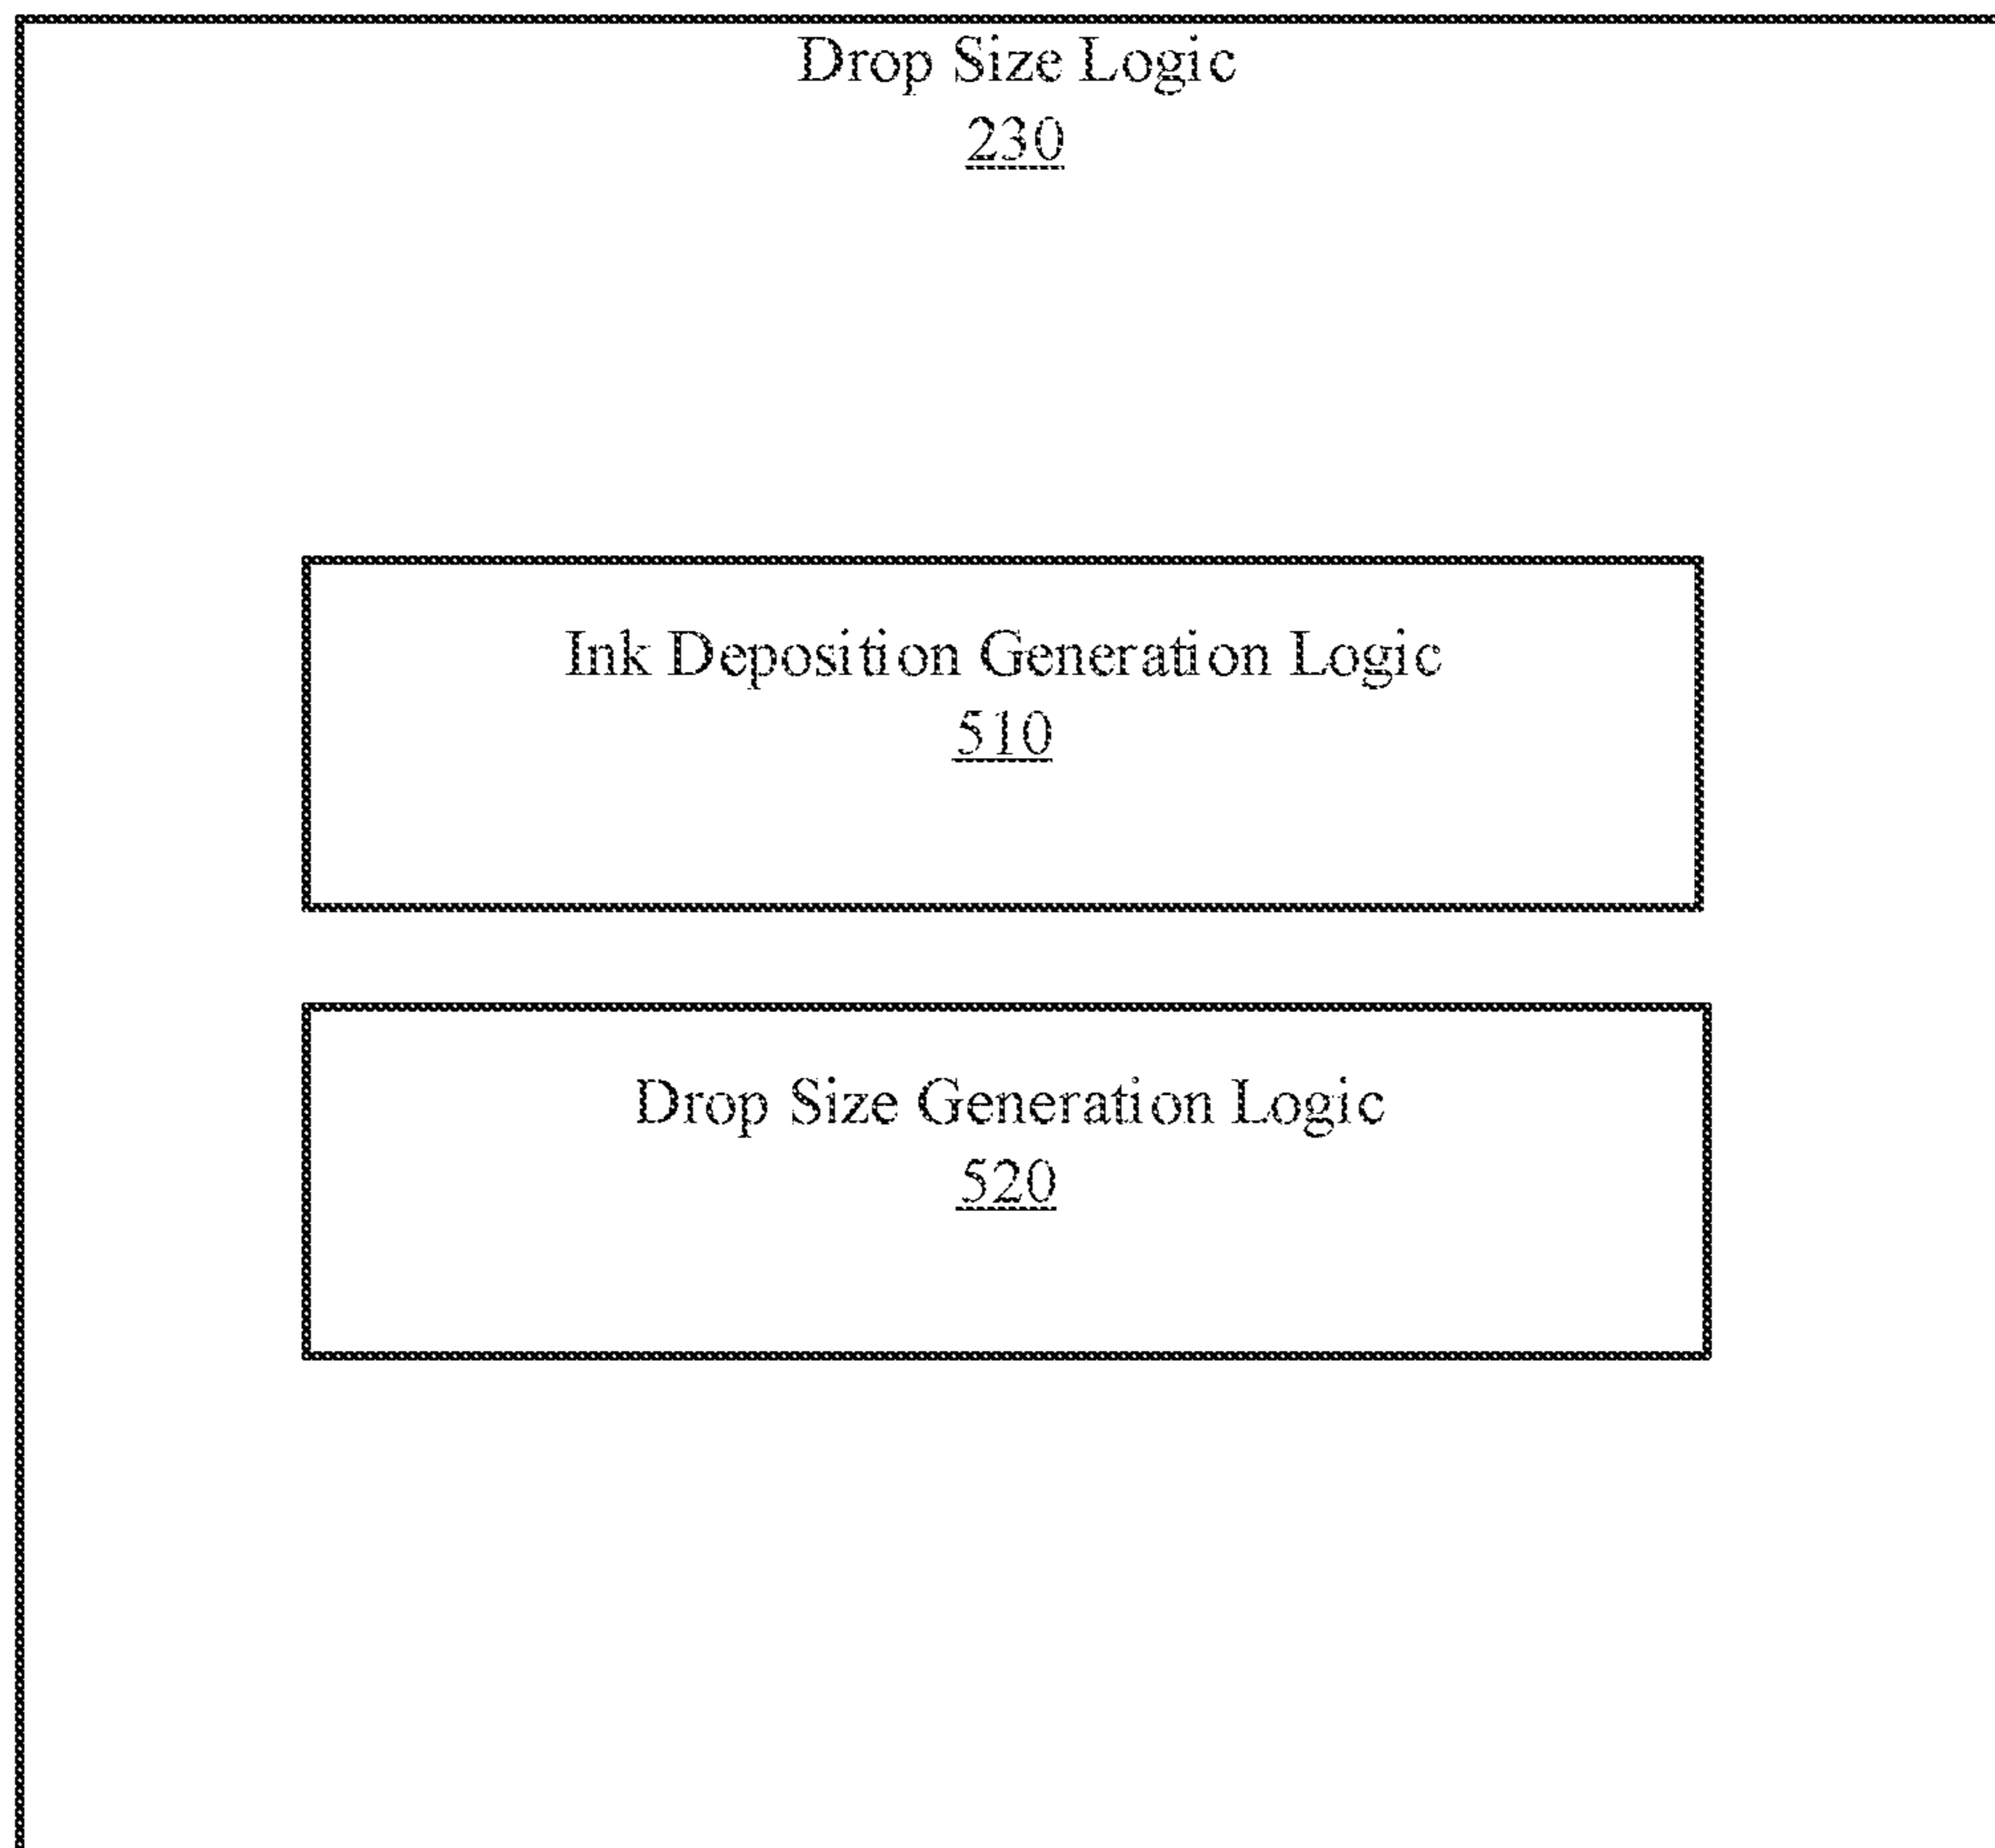 Drop Size Logic
230
Ink Deposition Generation Logic
510
Drop Size Generation Logic
520